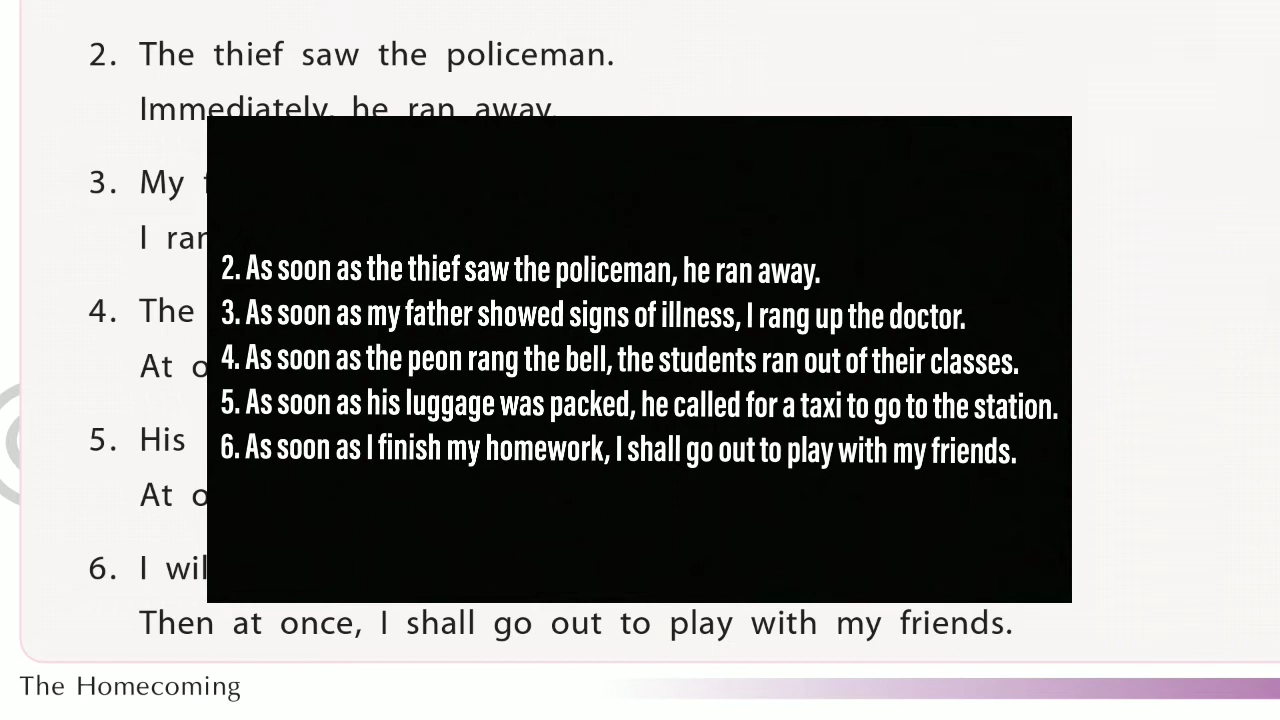 2. The thief saw the policeman.
Immediately, he ran away.
3. My
I ran
4. The
At o
5. His
At o
6. I wil
2. As soon as the thief saw the policeman, he ran away.
3. As soon as my father showed signs of illness, I rang up the doctor.
4. As soon as the peon rang the bell, the students ran out of their classes.
5. As soon as his luggage was packed, he called for a taxi to go to the station.
6. As soon as I finish my homework, I shall go out to play with my friends.
Then at once, I shall go out to play with my friends.
The Homecoming